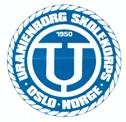 URANIENBORG SKOLEKORPS
1950
U
OSLO · NORGE